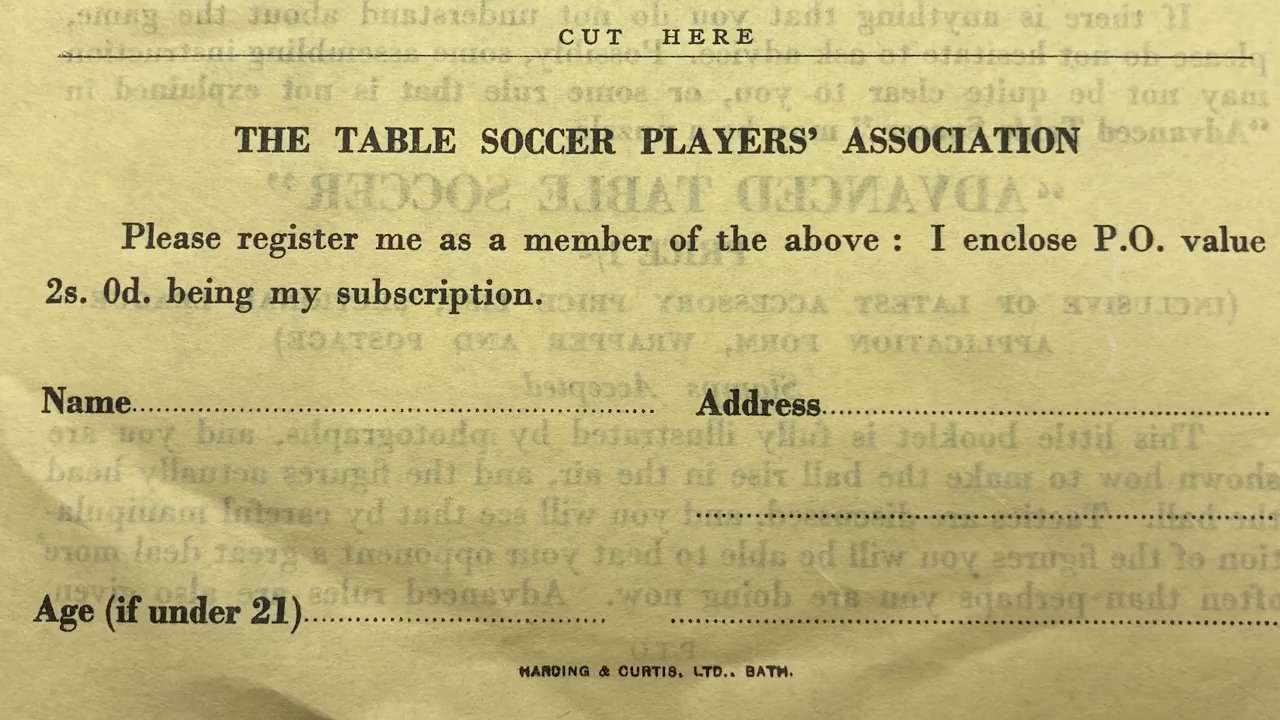 CUT HERE
THE TABLE SOCCER PLAYERS’ ASSOCIATION
Please register me as a member of the above : I enclose P.O. value
2s. 0d. being my subscription.
Name.................... Address....................
Age (if under 21)....................
HARDING & CURTIS, LTD., BATH.